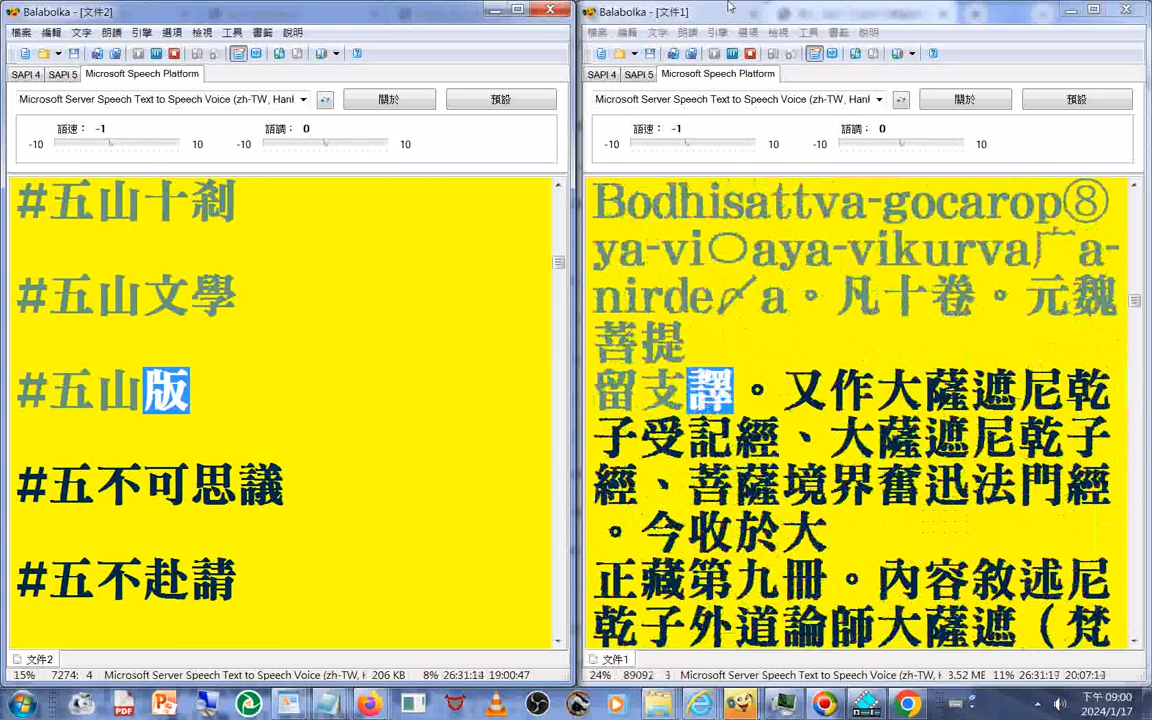 Balabolka - [文件2]
檔案 編輯 文字 朗讀 引擎 選項 檢視 工具 書籤 說明
SAPI 4 SAPI 5 Microsoft Speech Platform
Microsoft Server Speech Text to Speech Voice (zh-TW, Hanl
關於 預設
語速： -1 語調： 0
-10 10 -10 10
#五山十剎
#五山文學
#五山版
#五不可思議
#五不赴請
文件2
15% 7274: 4 Microsoft Server Speech Text to Speech Voice (zh-TW, H 206 KB 8% 26:31:14 19:00:47
Balabolka - [文件1]
檔案 編輯 文字 朗讀 引擎 選項 檢視 工具 書籤 說明
SAPI 4 SAPI 5 Microsoft Speech Platform
Microsoft Server Speech Text to Speech Voice (zh-TW, Hanl
關於 預設
語速： -1 語調： 0
-10 10 -10 10
Bodhisattva-gocarop⑧
ya-vi○aya-vikurva广a-
nirde〆a。凡十卷。元魏
菩提
留支譯。又作大薩遮尼乾
子受記經、大薩遮尼乾子
經、菩薩境界奮迅法門經
。今收於大
正藏第九冊。內容敘述尼
乾子外道論師大薩遮（梵
文件1
24% 89092 Microsoft Server Speech Text to Speech Voice (zh-TW, H 3.52 MB 11% 26:31:17 20:07:13
下午 09:00
2024/1/17